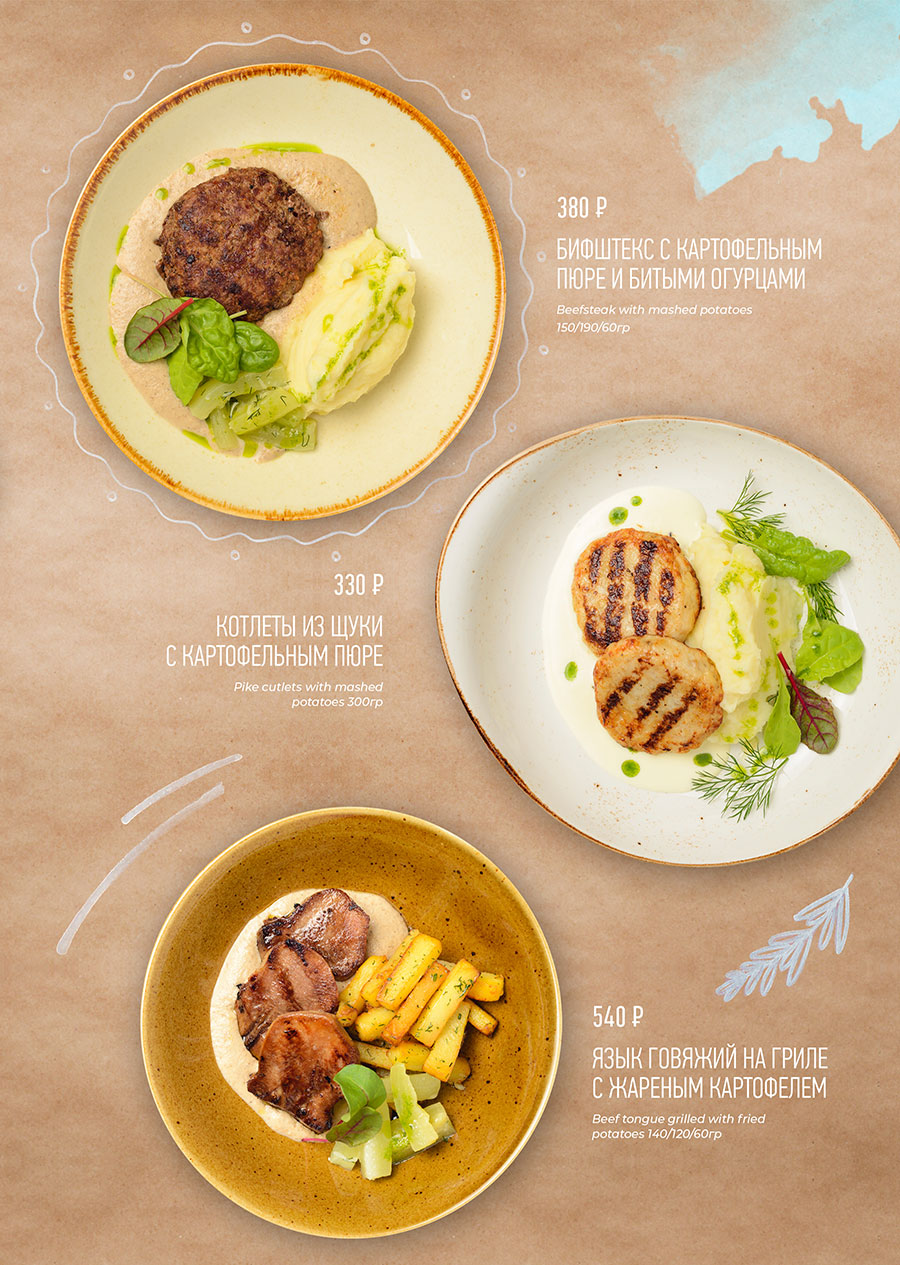 380 ₽
БИФШТЕКС С КАРТОФЕЛЬНЫМ
ПЮРЕ И БИТЫМИ ОГУРЦАМИ
Beefsteak with mashed potatoes
150/190/60гр
330 ₽
КОТЛЕТЫ ИЗ ЩУКИ
С КАРТОФЕЛЬНЫМ ПЮРЕ
Pike cutlets with mashed
potatoes 300гр
540 ₽
ЯЗЫК ГОВЯЖИЙ НА ГРИЛЕ
С ЖАРЕНЫМ КАРТОФЕЛЕМ
Beef tongue grilled with fried
potatoes 140/120/60гр